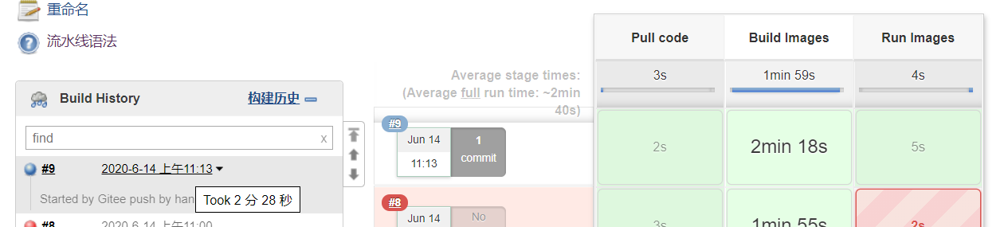 重命名
流水线语法
Build History
构建历史
find
x
#9
2020-6-14 上午11:13
Started by Gitee push by han
Took 2 分 28 秒
#8
2020-6-14 上午11:00
Average stage times:
(Average full run time: ~2min
40s)
Pull code
Build Images
Run Images
3s
1min 59s
4s
#9
Jun 14
11:13
1
commit
2s
2min 18s
5s
#8
Jun 14
No
3s
1min 55s
2s